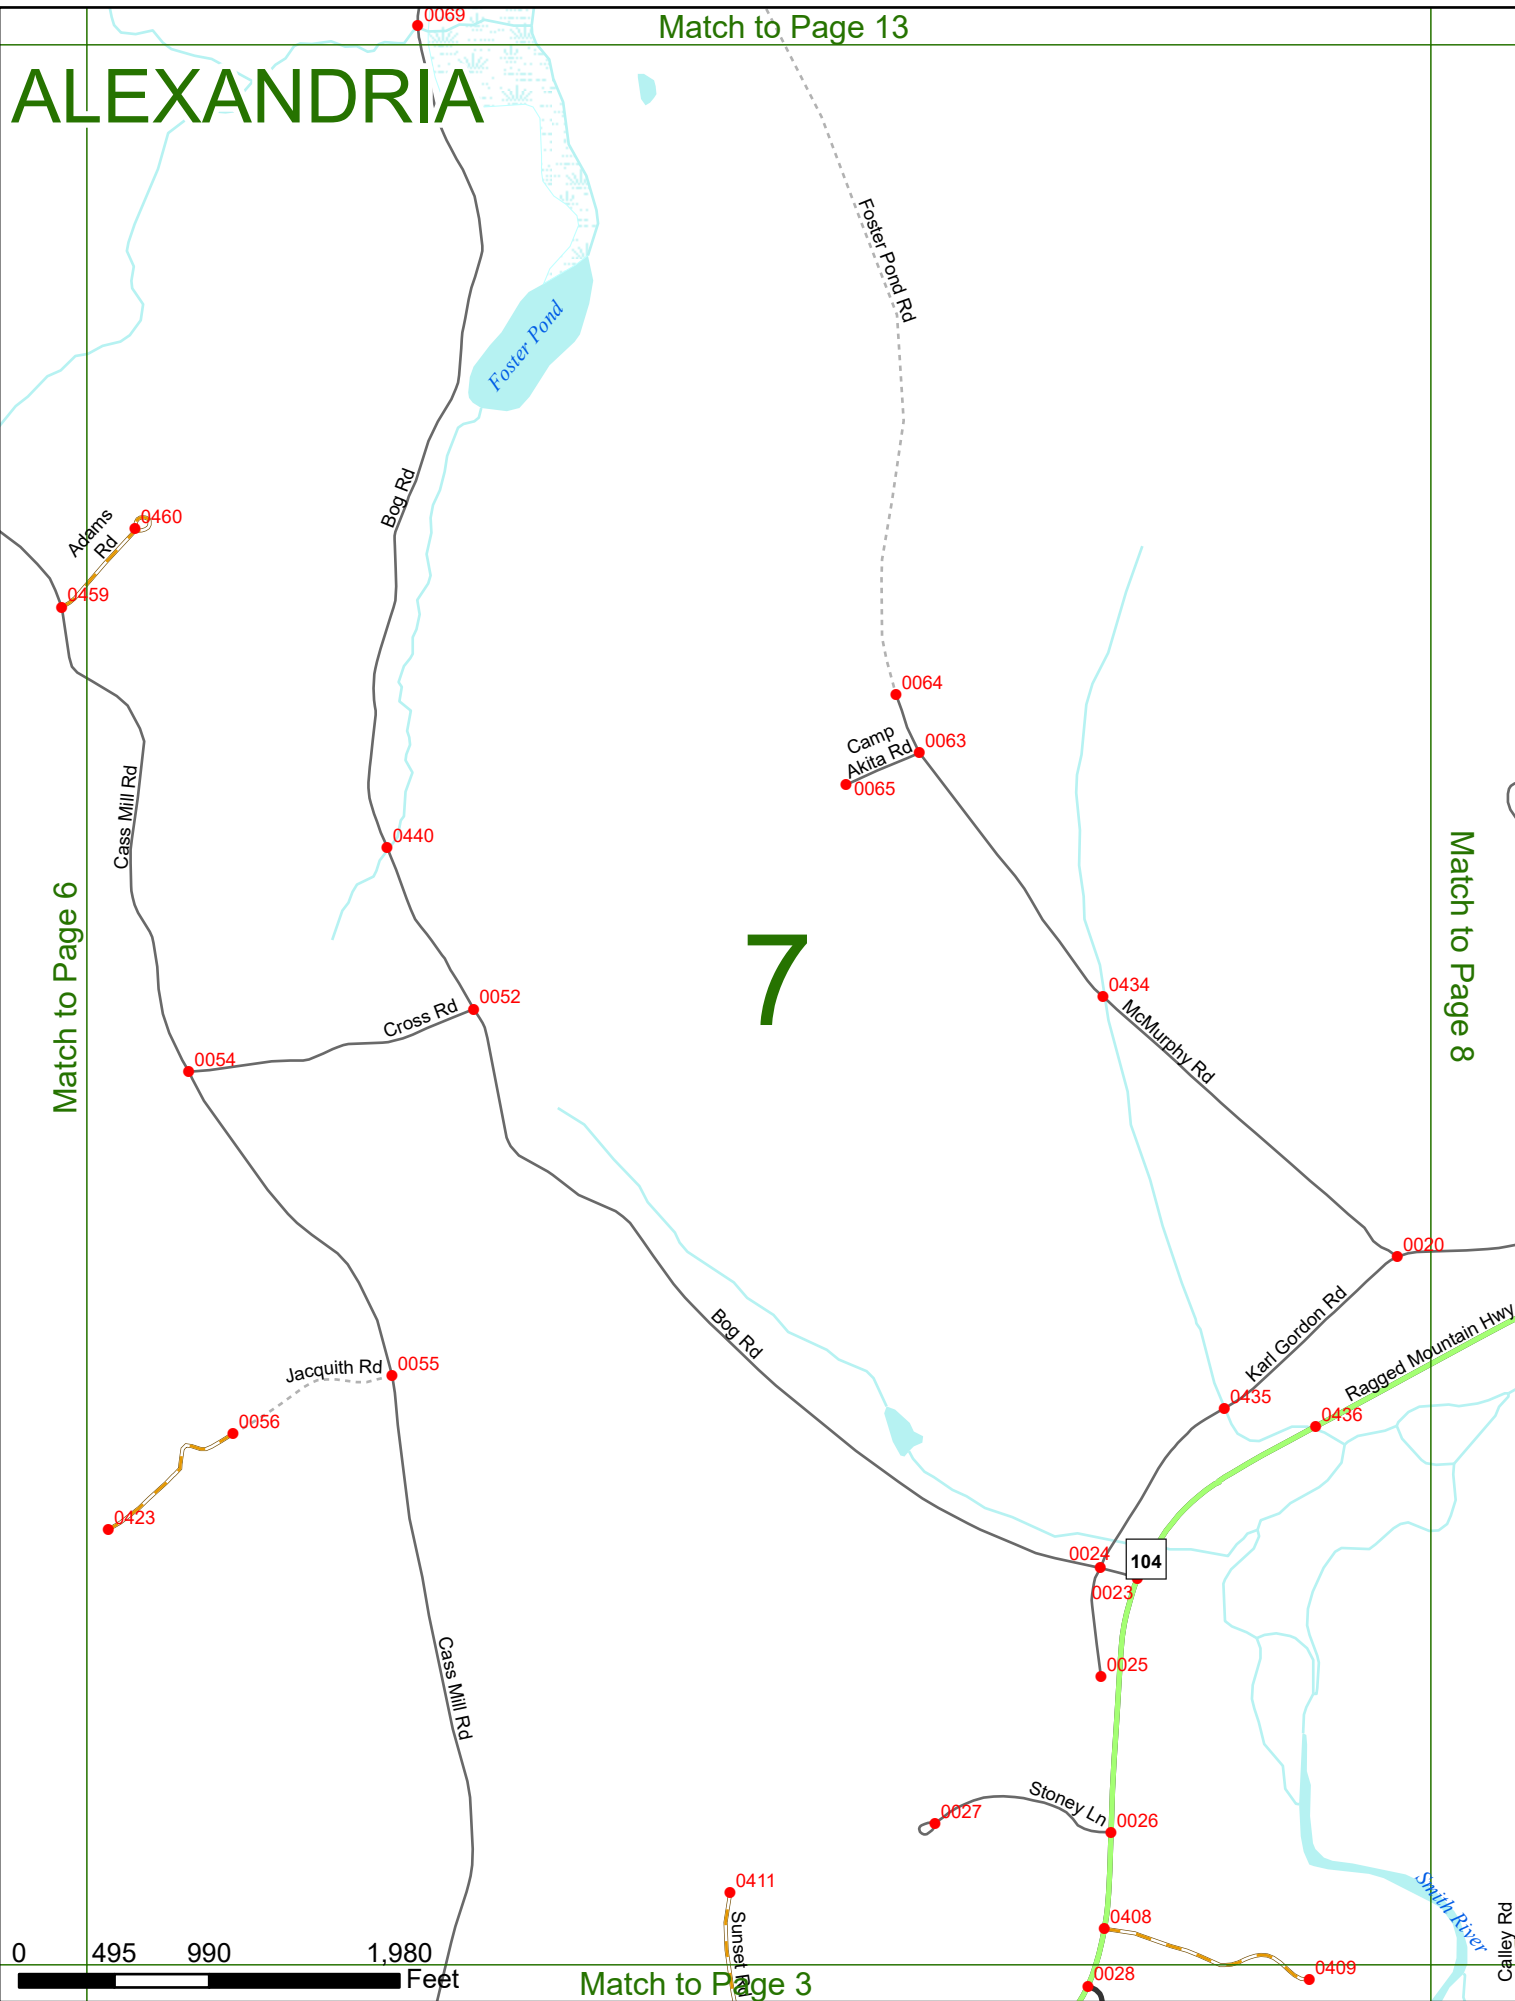 0069
Match to Page 13
ALEXANDRIA
Foster Pond Rd
Foster Pond
Bog Rd
Adams
Rd
0460
0459
0064
Camp
Akita Rd
0063
0065
Cass Mill Rd
0440
Match to Page 6
Match to Page 8
7
0434
McMurphy Rd
0052
Cross Rd
0054
0020
Karl Gordon Rd
Ragged Mountain Hwy
Bog Rd
Jacquith Rd
0055
0435
0436
0056
0423
0024
104
0023
Cass Mill Rd
0025
Stoney Ln
0027
0026
0411
Sunset Rd
Smith River
0408
Calley Rd
0 495 990 1,980
Feet
Match to Page 3
0028
0409